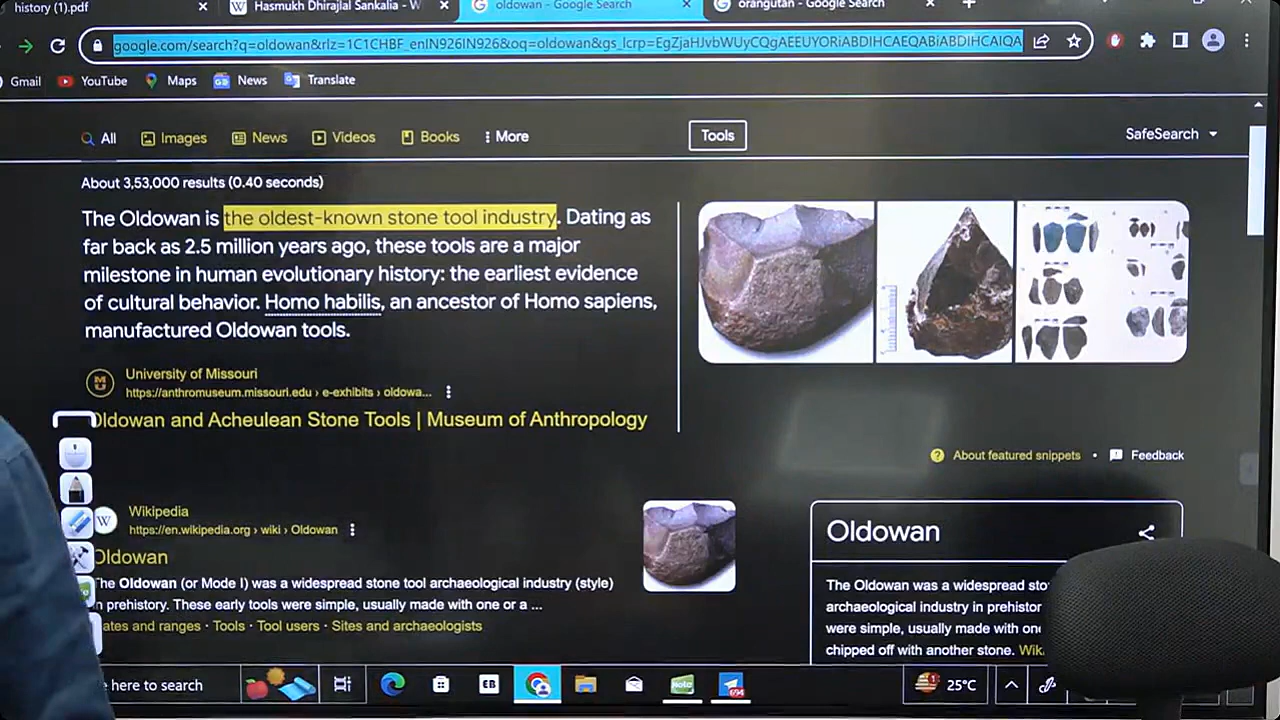 history (1).pdf
Hasmukh Dhirajlal Sankalia - W
oldowan - Google Search
orangutan - Google Search
google.com/search?q=oldowan&rlz=1C1CHBF_enIN926IN926&oq=oldowan&gs_lcrp=EgZjaHJvbWUyCQgAEEUYORiABDIHCAEQABiABDIHCAIQA
Gmail
YouTube
Maps
News
Translate
All
Images
News
Videos
Books
More
Tools
SafeSearch
About 3,53,000 results (0.40 seconds)
The Oldowan is the oldest-known stone tool industry. Dating as
far back as 2.5 million years ago, these tools are a major
milestone in human evolutionary history: the earliest evidence
of cultural behavior. Homo habilis, an ancestor of Homo sapiens,
manufactured Oldowan tools.
University of Missouri
https://anthromuseum.missouri.edu › e-exhibits › oldowa...
Oldowan and Acheulean Stone Tools | Museum of Anthropology
About featured snippets
•
Feedback
Wikipedia
https://en.wikipedia.org › wiki › Oldowan
Oldowan
The Oldowan (or Mode I) was a widespread stone tool archaeological industry (style)
in prehistory. These early tools were simple, usually made with one or a ...
ates and ranges · Tools · Tool users · Sites and archaeologists
Oldowan
The Oldowan was a widespread sto
archaeological industry in prehistor
were simple, usually made with one
chipped off with another stone. Wik
e here to search
EB
Note
694
1
25°C